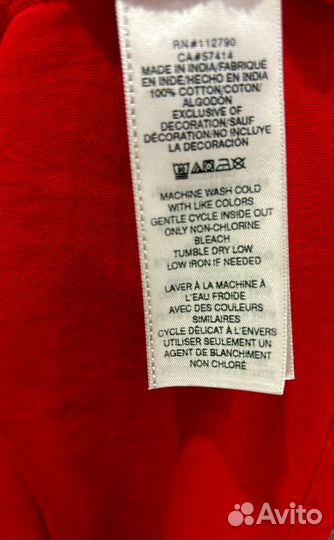 RN#112790
CA#57414
MADE IN INDIA/FABRIQUÉ
EN INDE/HECHO EN INDIA
100% COTTON/COTON/
ALGODÓN
EXCLUSIVE OF
DECORATION/SAUF
DÉCORATION/NO INCLUYE
LA DECORACIÓN
MACHINE WASH COLD
WITH LIKE COLORS
GENTLE CYCLE INSIDE OUT
ONLY NON-CHLORINE
BLEACH
TUMBLE DRY LOW
LOW IRON IF NEEDED
LAVER À LA MACHINE À
L'EAU FROIDE
AVEC DES COULEURS
SIMILAIRES
CYCLE DÉLICAT À L'ENVERS
UTILISER SEULEMENT UN
AGENT DE BLANCHIMENT
NON CHLORÉ
Avito